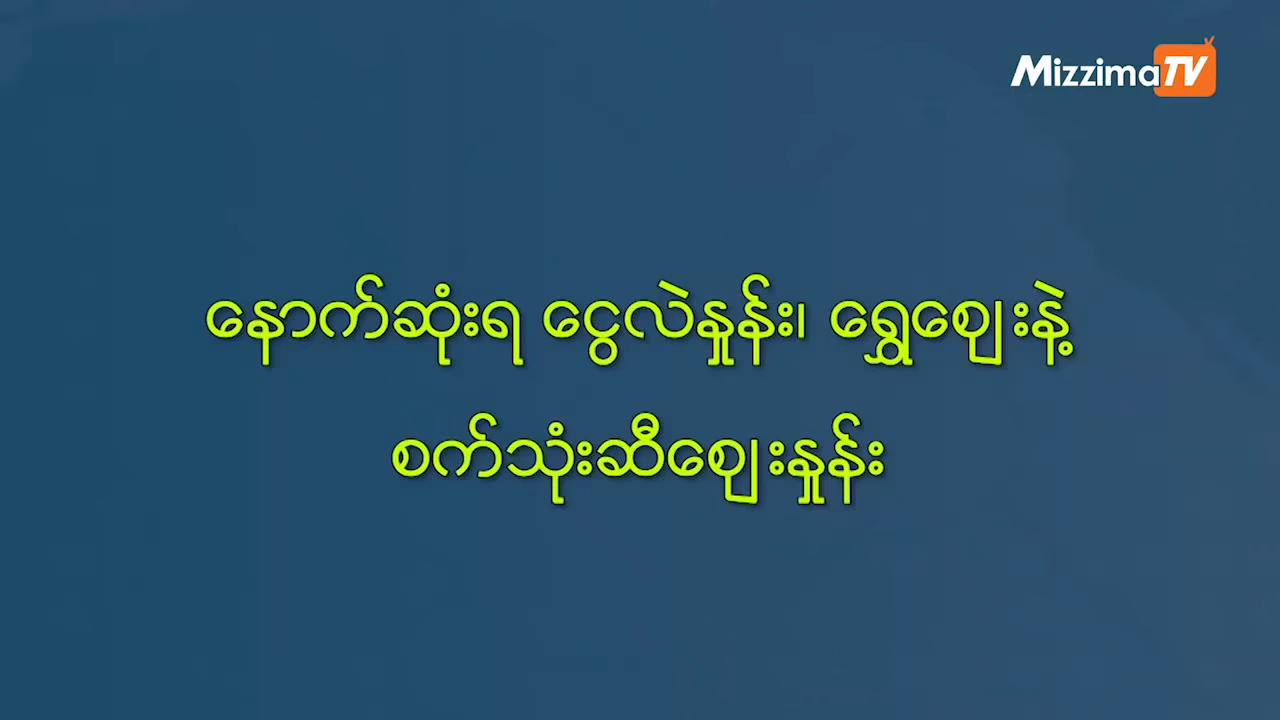 MizzimaTV
နောက်ဆုံးရ ငွေလဲနှုန်း၊ ရွှေဈေးနဲ့
စက်သုံးဆီဈေးနှုန်း